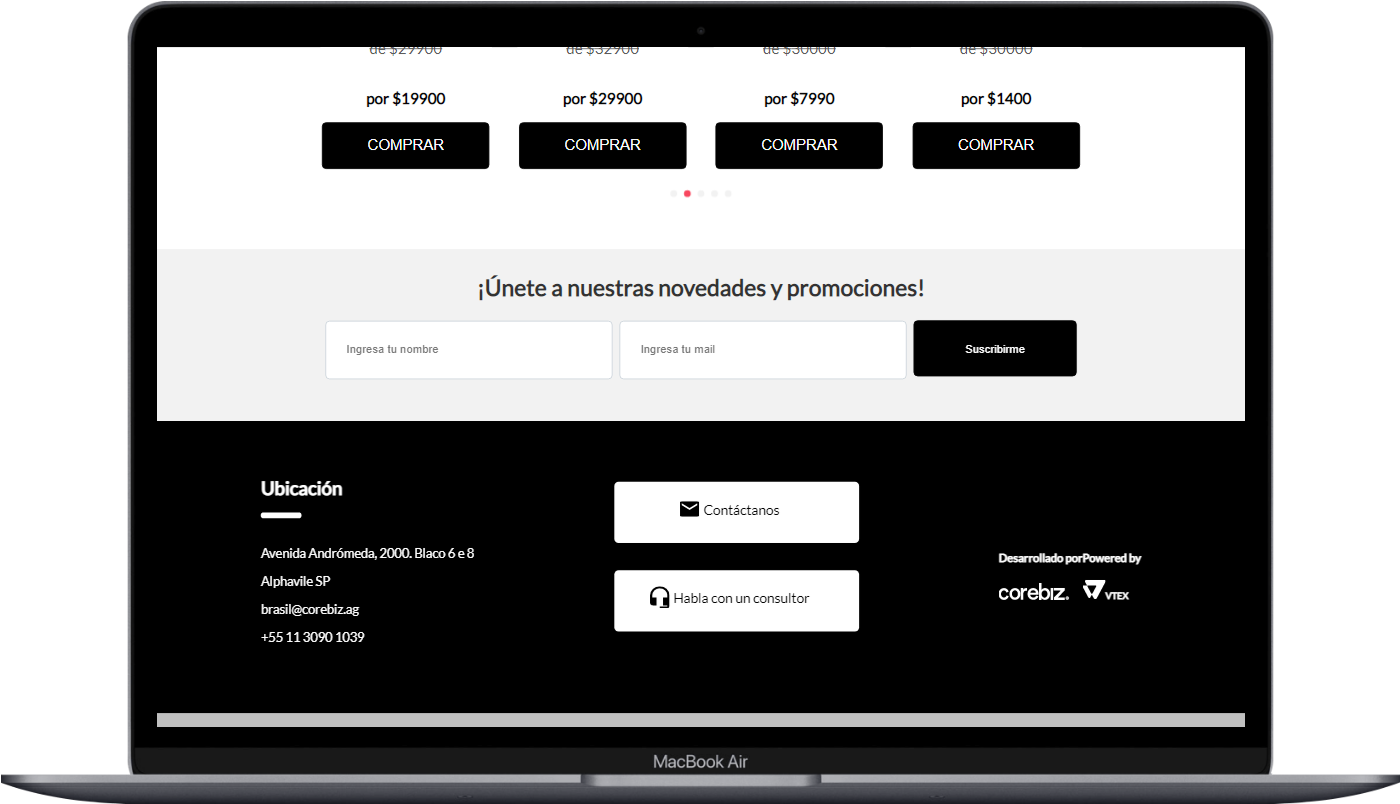 de $29900 de $32900 de $30000 de $30000
por $19900 por $29900 por $7990 por $1400
COMPRAR COMPRAR COMPRAR COMPRAR
¡Únete a nuestras novedades y promociones!
Ingresa tu nombre Ingresa tu mail Suscribirme
Ubicación
Avenida Andrómeda, 2000. Blaco 6 e 8
Alphavile SP
brasil@corebiz.ag
+55 11 3090 1039
Contáctanos
Habla con un consultor
Desarrollado porPowered by
corebiz. VTEX
MacBook Air